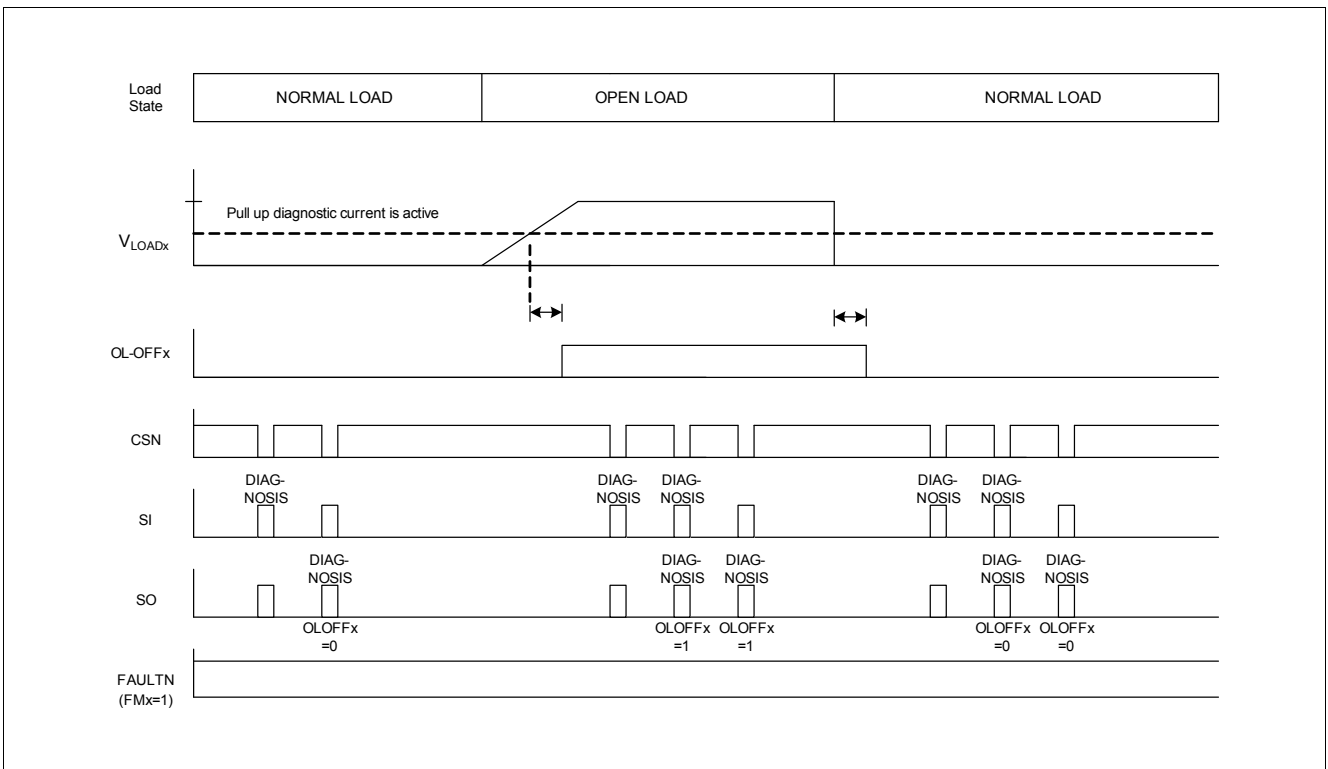 Load
State
NORMAL LOAD
OPEN LOAD
NORMAL LOAD
Pull up diagnostic current is active
VLOADx
OL-OFFx
CSN
DIAG-
NOSIS
DIAG-
NOSIS
DIAG-
NOSIS
DIAG-
NOSIS
DIAG-
NOSIS
SI
DIAG-
NOSIS
DIAG-
NOSIS
DIAG-
NOSIS
DIAG-
NOSIS
DIAG-
NOSIS
SO
OLOFFx
=0
OLOFFx
=1
OLOFFx
=1
OLOFFx
=0
OLOFFx
=0
FAULTN
(FMx=1)